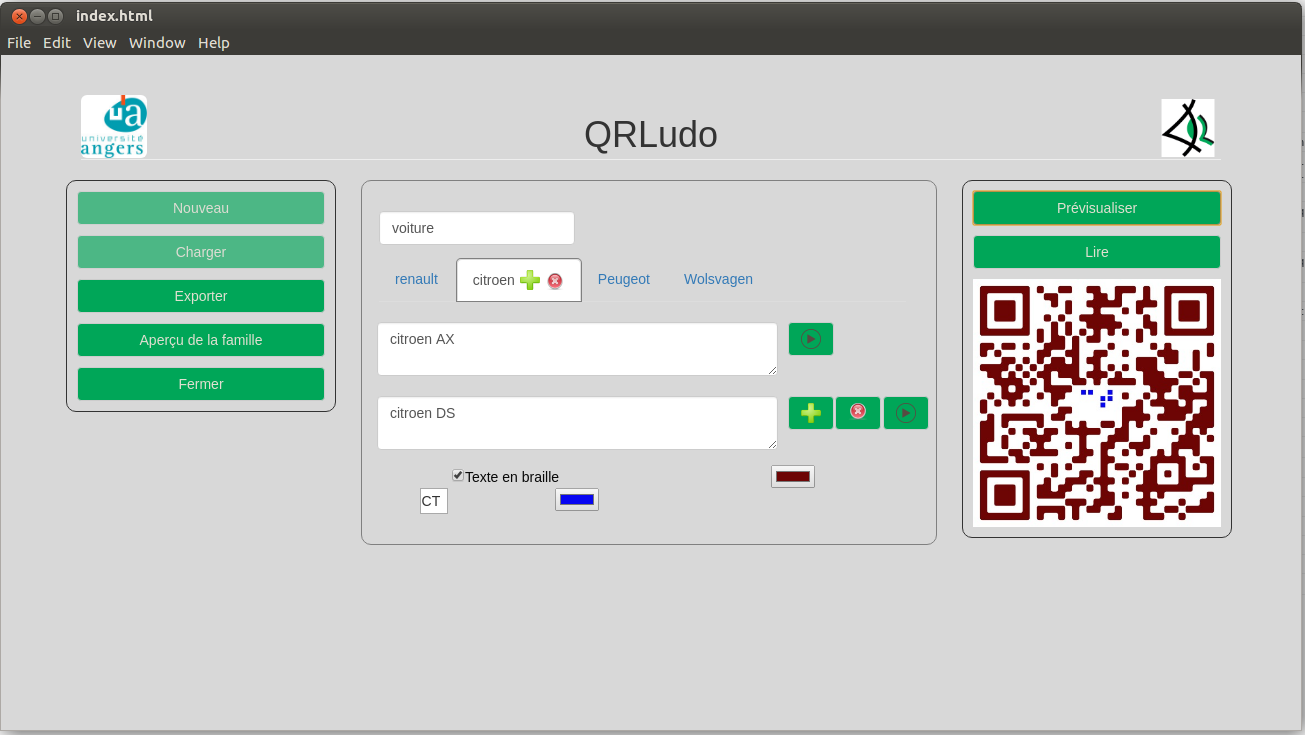 index.html
File Edit View Window Help
ua
université
angers
QRLudo
Nouveau
Charger
Exporter
Aperçu de la famille
Fermer
voiture
renault citroen Peugeot Wolsvagen
citroen AX
citroen DS
Texte en braille
CT
Prévisualiser
Lire